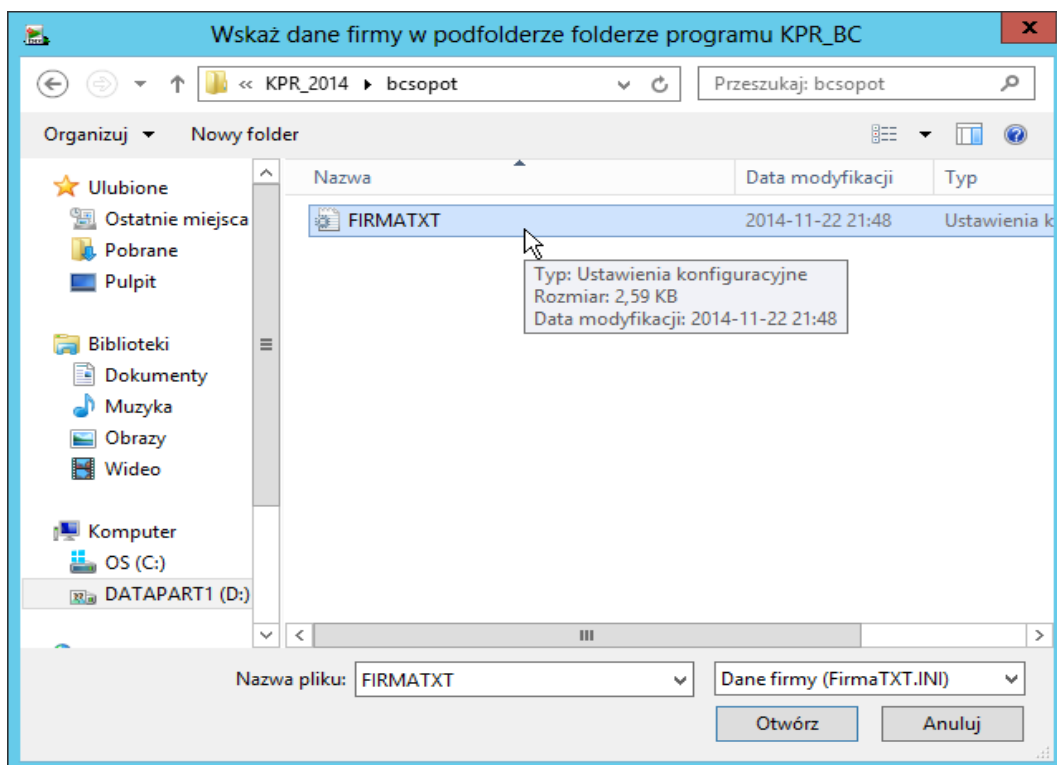 Wskaż dane firmy w podfolderze folderze programu KPR_BC
x
« KPR_2014 bcsopot
Przeszukaj: bcsopot
Organizuj Nowy folder
Ulubione
Ostatnie miejsca
Pobrane
Pulpit
Biblioteki
Dokumenty
Muzyka
Obrazy
Wideo
Komputer
OS (C:)
DATAPART1 (D:)
Nazwa Data modyfikacji Typ
FIRMATXT 2014-11-22 21:48 Ustawienia k
Typ: Ustawienia konfiguracyjne
Rozmiar: 2,59 KB
Data modyfikacji: 2014-11-22 21:48
Nazwa pliku: FIRMATXT Dane firmy (FirmaTXT.INI)
Otwórz Anuluj